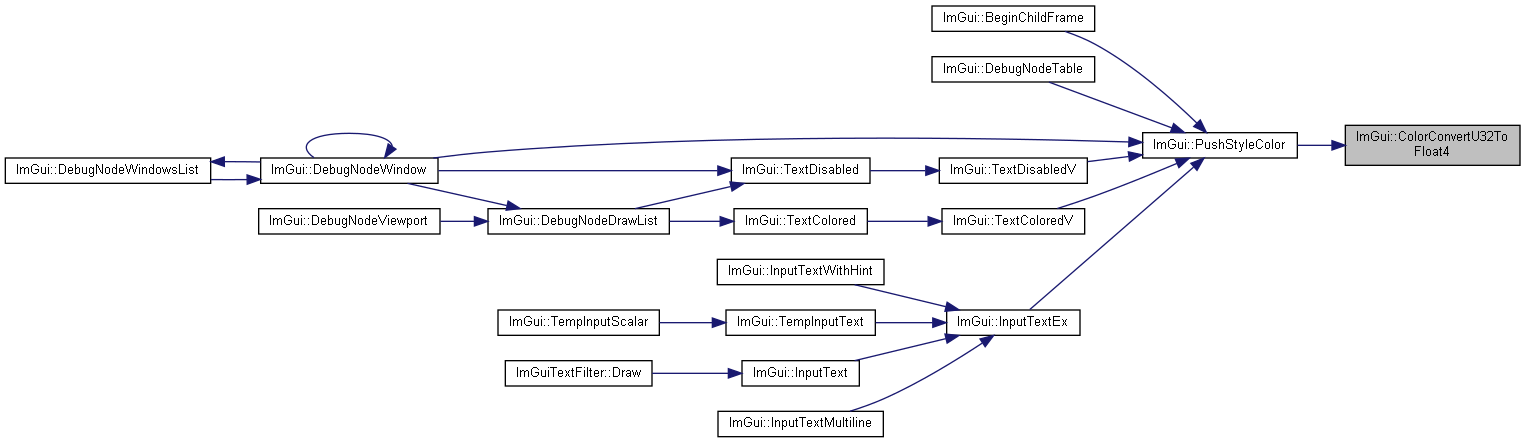 ImGui::BeginChildFrame
ImGui::DebugNodeTable
ImGui::ColorConvertU32To
Float4
ImGui::PushStyleColor
ImGui::DebugNodeWindowsList
ImGui::DebugNodeWindow
ImGui::TextDisabled
ImGui::TextDisabledV
ImGui::DebugNodeViewport
ImGui::DebugNodeDrawList
ImGui::TextColored
ImGui::TextColoredV
ImGui::InputTextWithHint
ImGui::TempInputScalar
ImGui::TempInputText
ImGui::InputTextEx
ImGuiTextFilter::Draw
ImGui::InputText
ImGui::InputTextMultiline